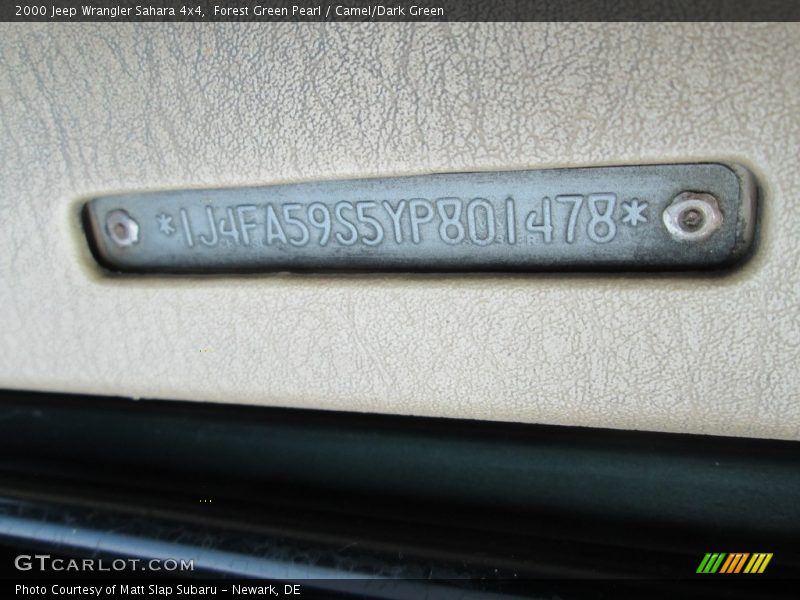 2000 Jeep Wrangler Sahara 4x4, Forest Green Pearl / Camel/Dark Green
*1J4FA59S5YP801478*
GTCARLOT.COM
Photo Courtesy of Matt Slap Subaru - Newark, DE